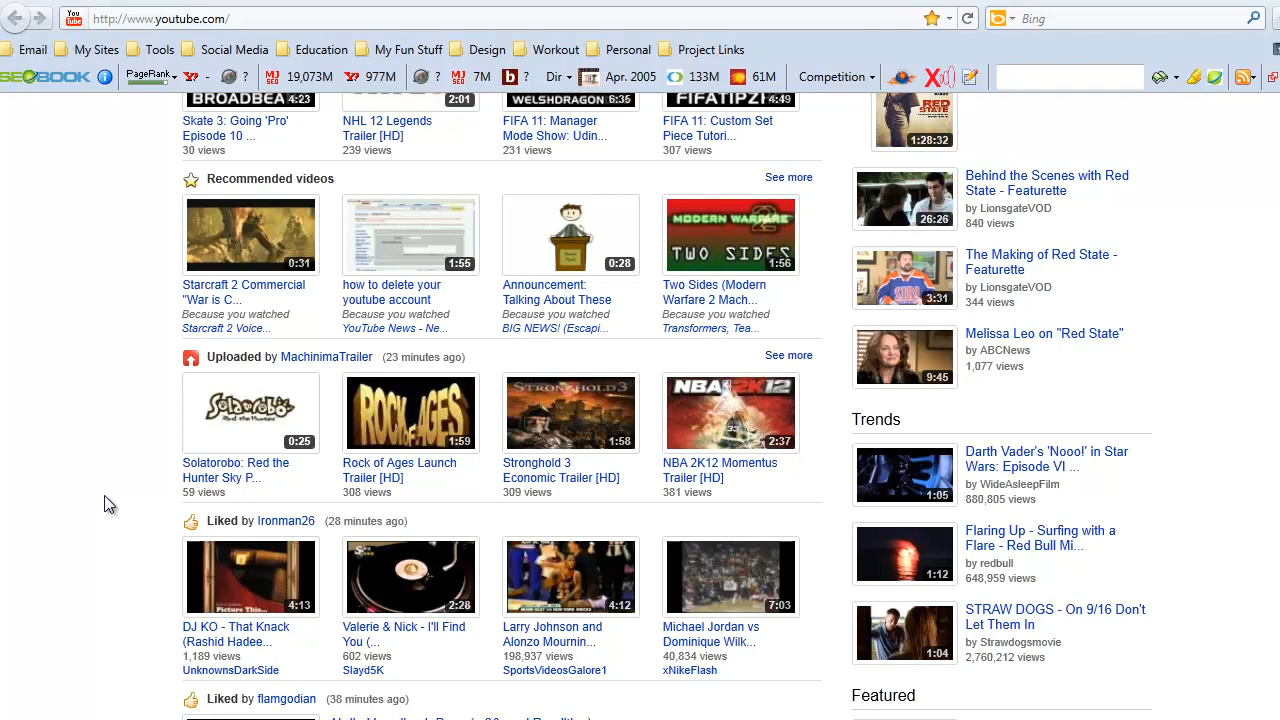 http://www.youtube.com/
Bing
Email
My Sites
Tools
Social Media
Education
My Fun Stuff
Design
Workout
Personal
Project Links
SEOBOOK
PageRank
-
?
19,073M
977M
?
7M
?
Dir
Apr. 2005
133M
61M
Competition
BROADBEA
4:23
2:01
WELSHDRAGON
6:35
FIFATIPZ
4:49
Skate 3: Going 'Pro'
Episode 10 ...
30 views
NHL 12 Legends
Trailer [HD]
239 views
FIFA 11: Manager
Mode Show: Udin...
231 views
FIFA 11: Custom Set
Piece Tutori...
307 views
Recommended videos
See more
0:31
1:55
0:28
MODERN WARFARE 2
TWO SIDES
1:56
Starcraft 2 Commercial
"War is C...
Because you watched
Starcraft 2 Voice...
how to delete your
youtube account
Because you watched
YouTube News - Ne...
Announcement:
Talking About These
Because you watched
BIG NEWS! (Escapi...
Two Sides (Modern
Warfare 2 Mach...
Because you watched
Transformers, Tea...
Uploaded by MachinimaTrailer (23 minutes ago)
See more
Solatorobo
0:25
ROCK OF AGES
1:59
STRONGHOLD 3
1:58
NBA 2K12
2:37
Solatorobo: Red the
Hunter Sky P...
59 views
Rock of Ages Launch
Trailer [HD]
308 views
Stronghold 3
Economic Trailer [HD]
309 views
NBA 2K12 Momentus
Trailer [HD]
381 views
Liked by Ironman26 (28 minutes ago)
Picture This...
4:13
2:28
4:12
7:03
DJ KO - That Knack
(Rashid Hadee...
1,189 views
UnknownsDarkSide
Valerie & Nick - I'll Find
You (...
602 views
Slayd5K
Larry Johnson and
Alonzo Mournin...
198,937 views
SportsVideosGalore1
Michael Jordan vs
Dominique Wilk...
40,834 views
xNikeFlash
Liked by flamgodian (38 minutes ago)
RED
STATE
1:28:32
26:26
Behind the Scenes with Red
State - Featurette
by LionsgateVOD
840 views
3:31
The Making of Red State -
Featurette
by LionsgateVOD
344 views
9:45
Melissa Leo on "Red State"
by ABCNews
1,077 views
Trends
1:05
Darth Vader's 'Nooo!' in Star
Wars: Episode VI ...
by WideAsleepFilm
880,805 views
1:12
Flaring Up - Surfing with a
Flare - Red Bull Mi...
by redbull
648,959 views
1:04
STRAW DOGS - On 9/16 Don't
Let Them In
by Strawdogsmovie
2,760,212 views
Featured